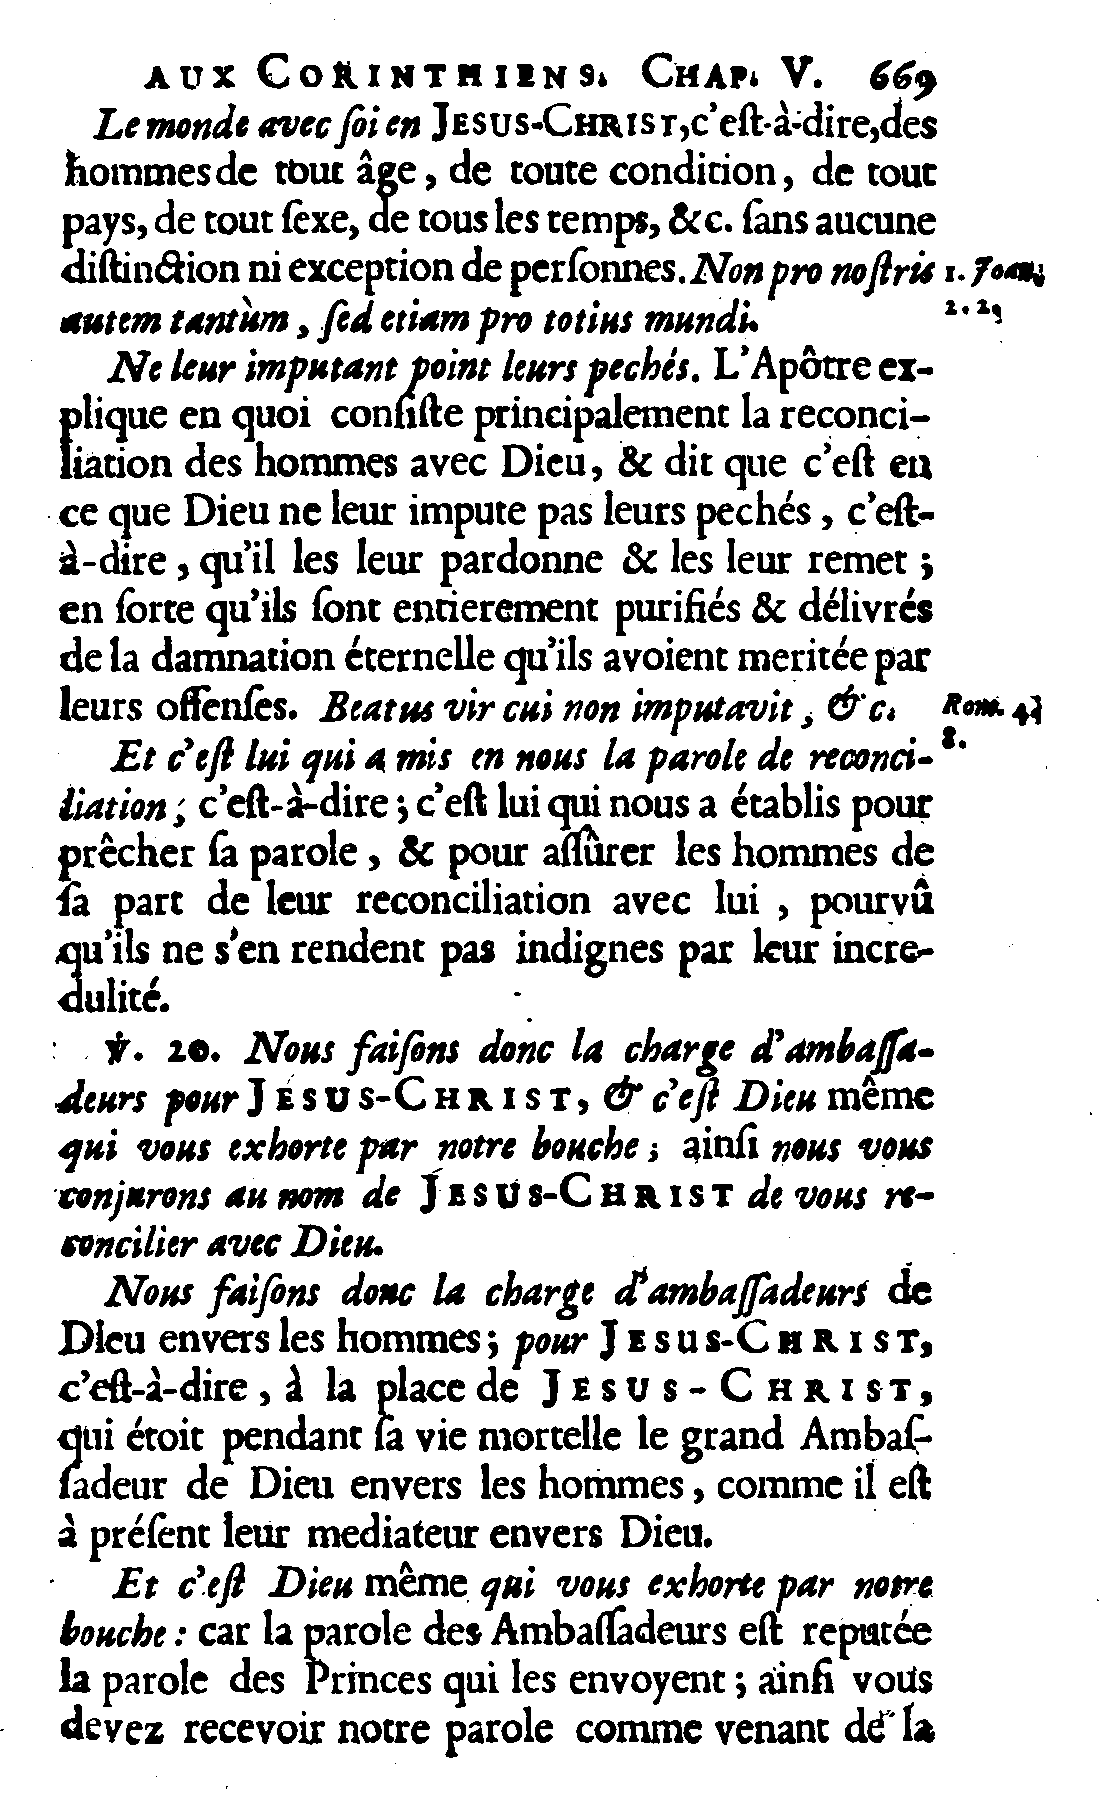 AUX CORINTHIENS. CHAP. V. 669
Le monde avec ſoi en JESUS-CHRIST, c'eſt-à-dire, des
hommes de tout âge, de toute condition, de tout
pays, de tout ſexe, de tous les temps, &c. ſans aucune
diſtinction ni exception de perſonnes. Non pro noſtris
autem tantùm, ſed etiam pro totius mundi.
1. Joan.
2. 2.
Ne leur imputant point leurs pechés. L'Apôtre ex-
plique en quoi conſiſte principalement la reconci-
liation des hommes avec Dieu, & dit que c'eſt en
ce que Dieu ne leur impute pas leurs pechés, c'eſt-
à-dire, qu'il les leur pardonne & les leur remet ;
en ſorte qu'ils ſont entierement purifiés & délivrés
de la damnation éternelle qu'ils avoient meritée par
leurs offenſes. Beatus vir cui non imputavit, & c.
Rom. 4.
8.
Et c'eſt lui qui a mis en nous la parole de reconci-
liation ; c'eſt-à-dire ; c'eſt lui qui nous a établis pour
prêcher ſa parole, & pour aſſûrer les hommes de
ſa part de leur reconciliation avec lui, pourvû
qu'ils ne s'en rendent pas indignes par leur incre-
dulité.
℣. 20. Nous faiſons donc la charge d'ambaſſa-
deurs pour JESUS-CHRIST, & c'eſt Dieu même
qui vous exhorte par notre bouche ; ainſi nous vous
conjurons au nom de JESUS-CHRIST de vous re-
concilier avec Dieu.
Nous faiſons donc la charge d'ambaſſadeurs de
Dieu envers les hommes ; pour JESUS-CHRIST,
c'eſt-à-dire, à la place de JESUS-CHRIST,
qui étoit pendant ſa vie mortelle le grand Ambaſ-
ſadeur de Dieu envers les hommes, comme il eſt
à préſent leur mediateur envers Dieu.
Et c'eſt Dieu même qui vous exhorte par notre
bouche : car la parole des Ambaſſadeurs eſt reputée
la parole des Princes qui les envoyent ; ainſi vous
devez recevoir notre parole comme venant de la